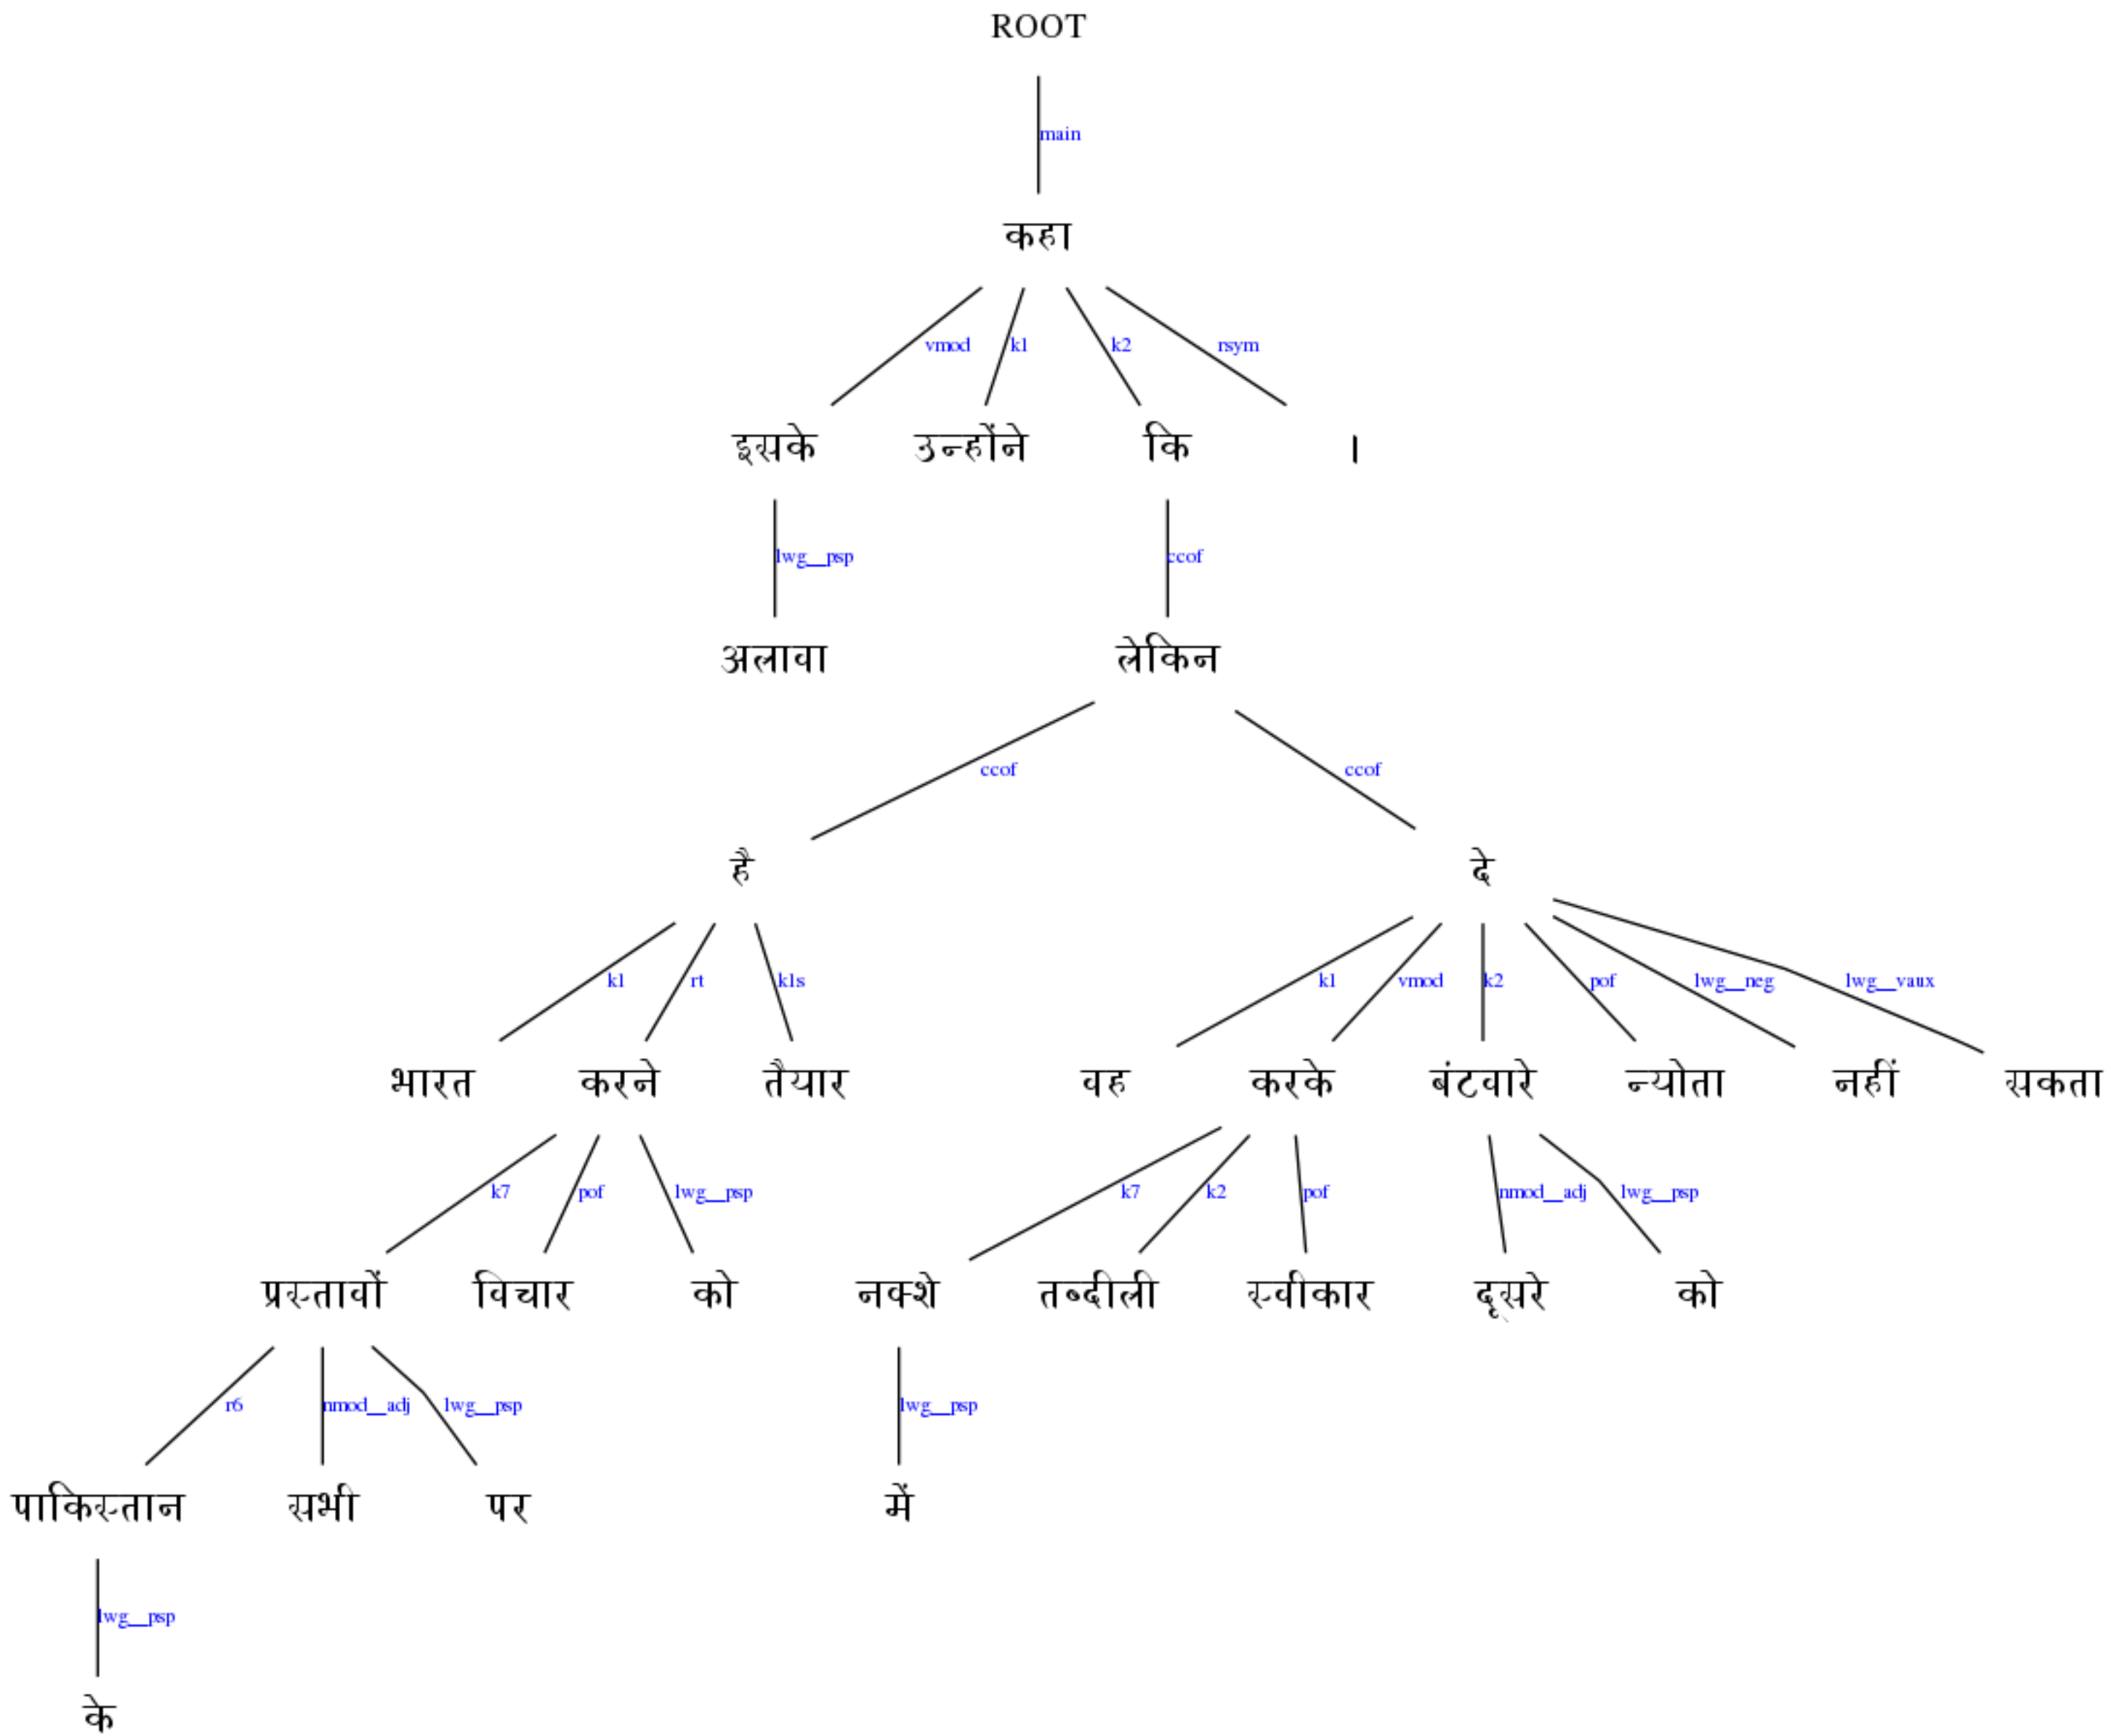 ROOT
main
कहा
vmod k1 k2 rsym
इसके उन्होंने कि ।
lwg__psp ccof
अलावा लेकिन
ccof ccof
है दे
k1 rt k1s k1 vmod k2 pof lwg__neg lwg__vaux
भारत करने तैयार वह करके बंटवारे न्योता नहीं सकता
k7 pof lwg__psp k7 k2 pof nmod__adj lwg__psp
प्रस्तावों विचार को नक्शे तब्दीली स्वीकार दूसरे को
r6 nmod__adj lwg__psp lwg__psp
पाकिस्तान सभी पर में
lwg__psp
के